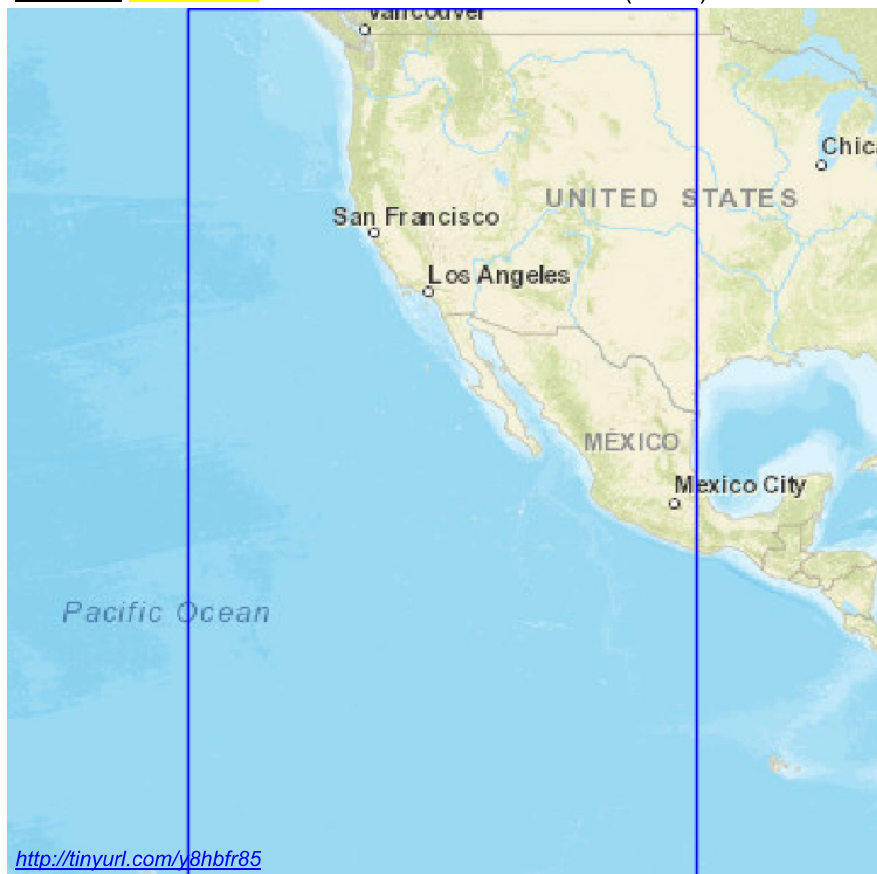 Vancouver
Chic
UNITED STATES
San Francisco
Los Angeles
MÉXICO
Mexico City
Pacific Ocean
http://tinyurl.com/y8hbfr85